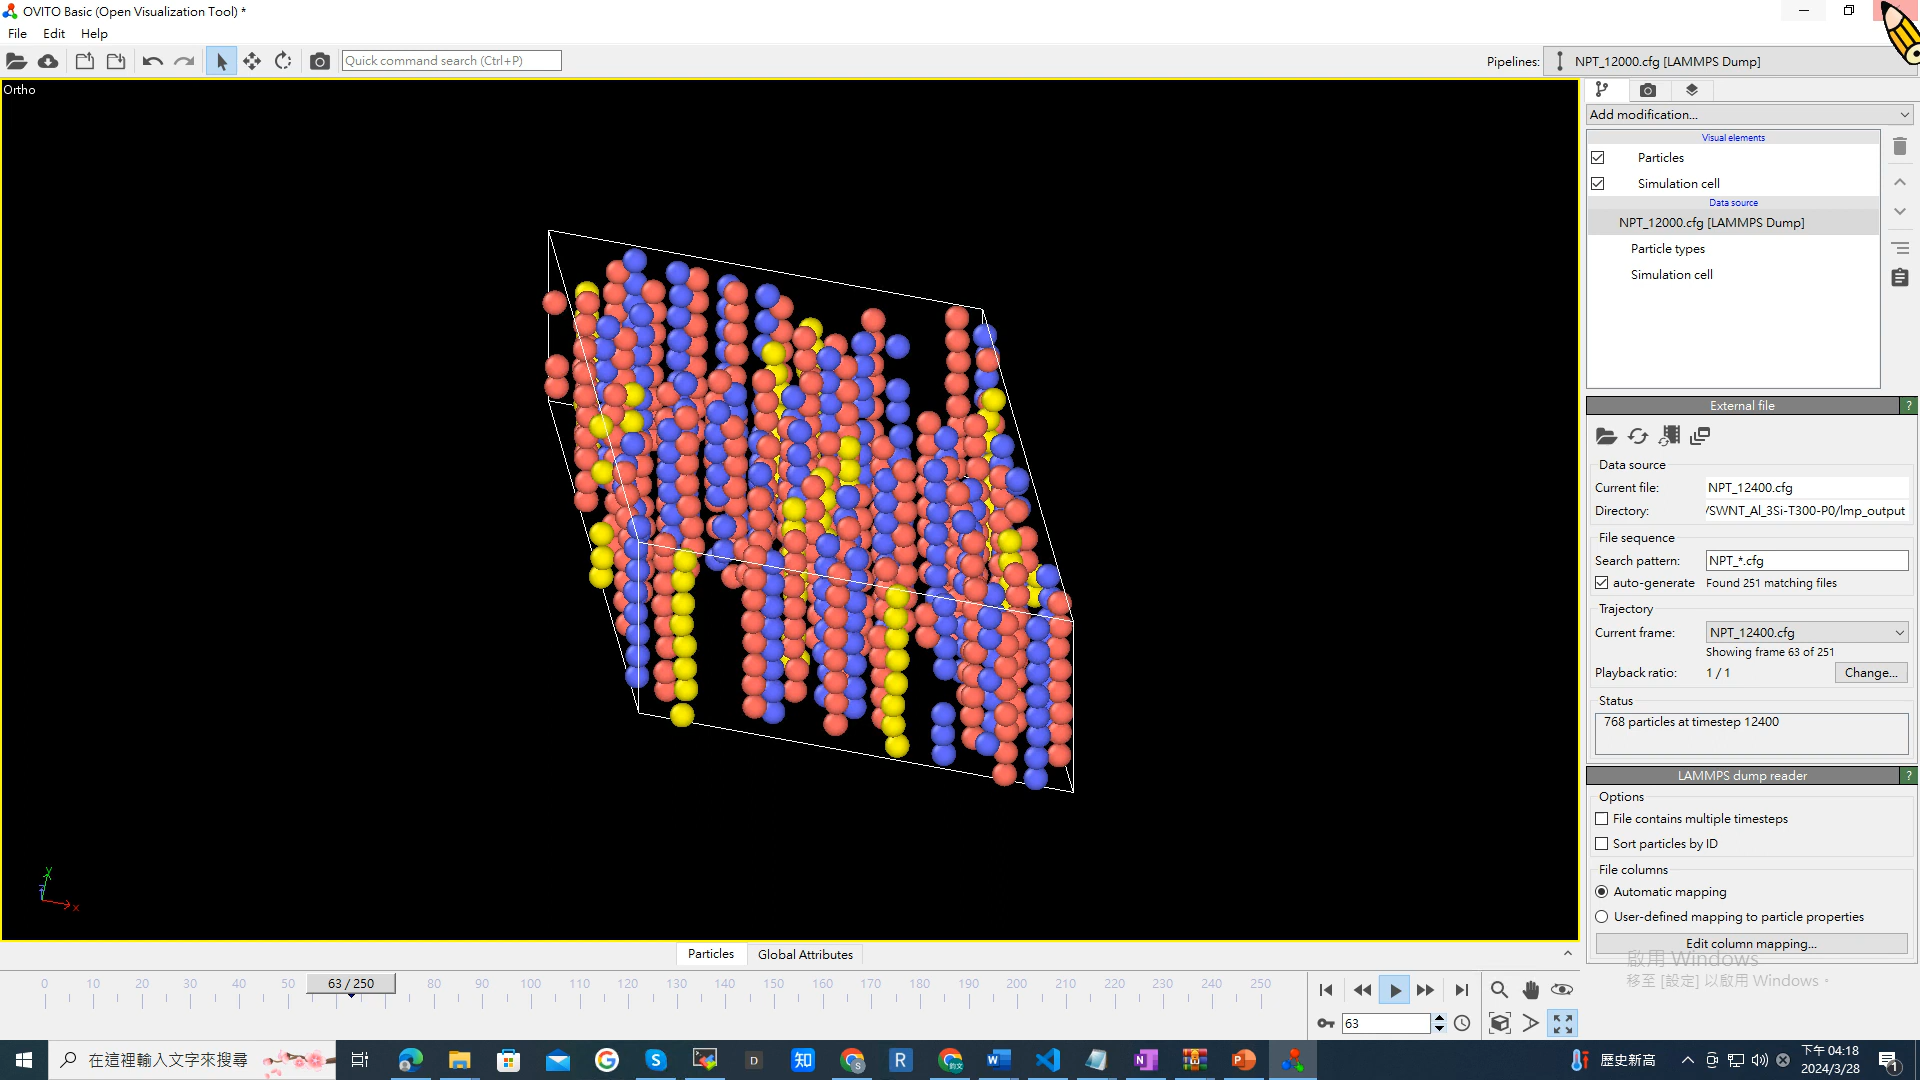 OVITO Basic (Open Visualization Tool) *
File Edit Help
Quick command search (Ctrl+P)
Pipelines: NPT_12000.cfg [LAMMPS Dump]
Ortho
Add modification...
Visual elements
Particles
Simulation cell
Data source
NPT_12000.cfg [LAMMPS Dump]
Particle types
Simulation cell
External file ?
Data source
Current file: NPT_12400.cfg
Directory: /SWNT_Al_3Si-T300-P0/lmp_output
File sequence
Search pattern: NPT_*.cfg
auto-generate Found 251 matching files
Trajectory
Current frame: NPT_12400.cfg
Showing frame 63 of 251
Playback ratio: 1 / 1 Change...
Status
768 particles at timestep 12400
LAMMPS dump reader ?
Options
File contains multiple timesteps
Sort particles by ID
File columns
Automatic mapping
User-defined mapping to particle properties
Edit column mapping...
啟用 Windows
移至 [設定] 以啟用 Windows。
y
z
x
Particles Global Attributes
0 10 20 30 40 50 63 / 250 80 90 100 110 120 130 140 150 160 170 180 190 200 210 220 230 240 250
63
在這裡輸入文字來搜尋
歷史新高
下午 04:18
2024/3/28
1